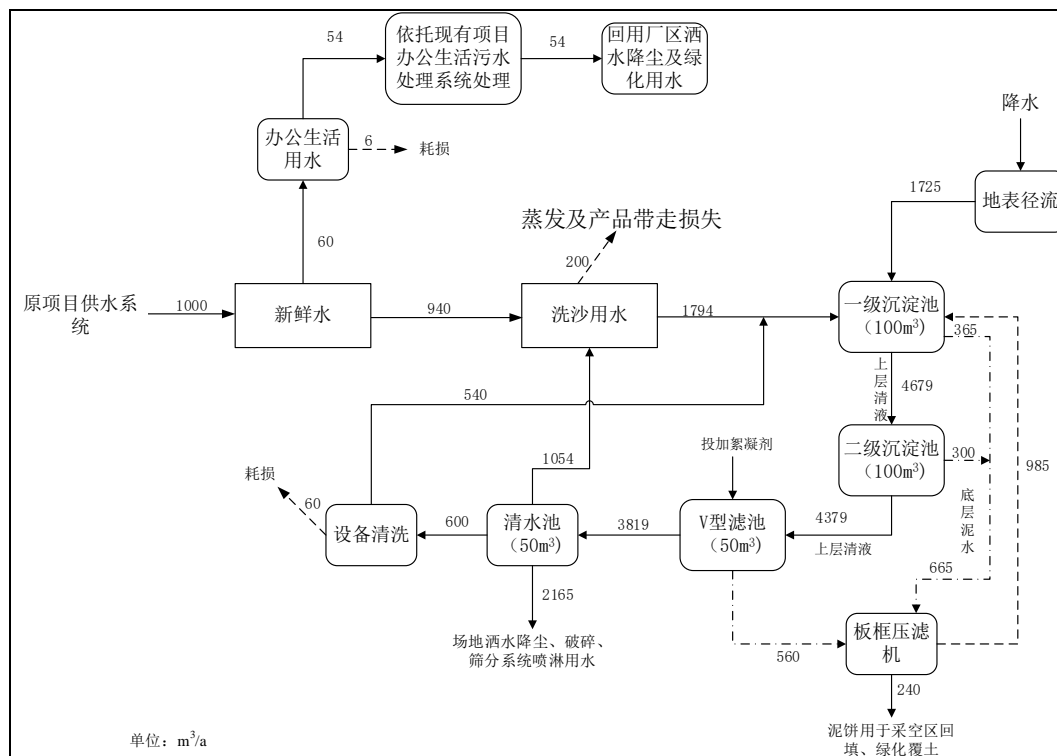 54
依托现有项目
办公生活污水
处理系统处理
54
回用厂区洒
水降尘及绿
化用水
降水
办公生活
用水
6
耗损
1725
地表径流
60
蒸发及产品带走损失
200
原项目供水系
统
1000
新鲜水
940
洗沙用水
1794
一级沉淀池
（100m³）
365
上层清液
4679
540
投加絮凝剂
二级沉淀池
（100m³）
300
985
1054
耗损
60
设备清洗
600
清水池
（50m³）
3819
V型滤池
（50m³）
4379
上层清液
底层泥水
665
2165
场地洒水降尘、破碎、
筛分系统喷淋用水
560
板框压滤
机
240
泥饼用于采空区回
填、绿化覆土
单位：m³/a